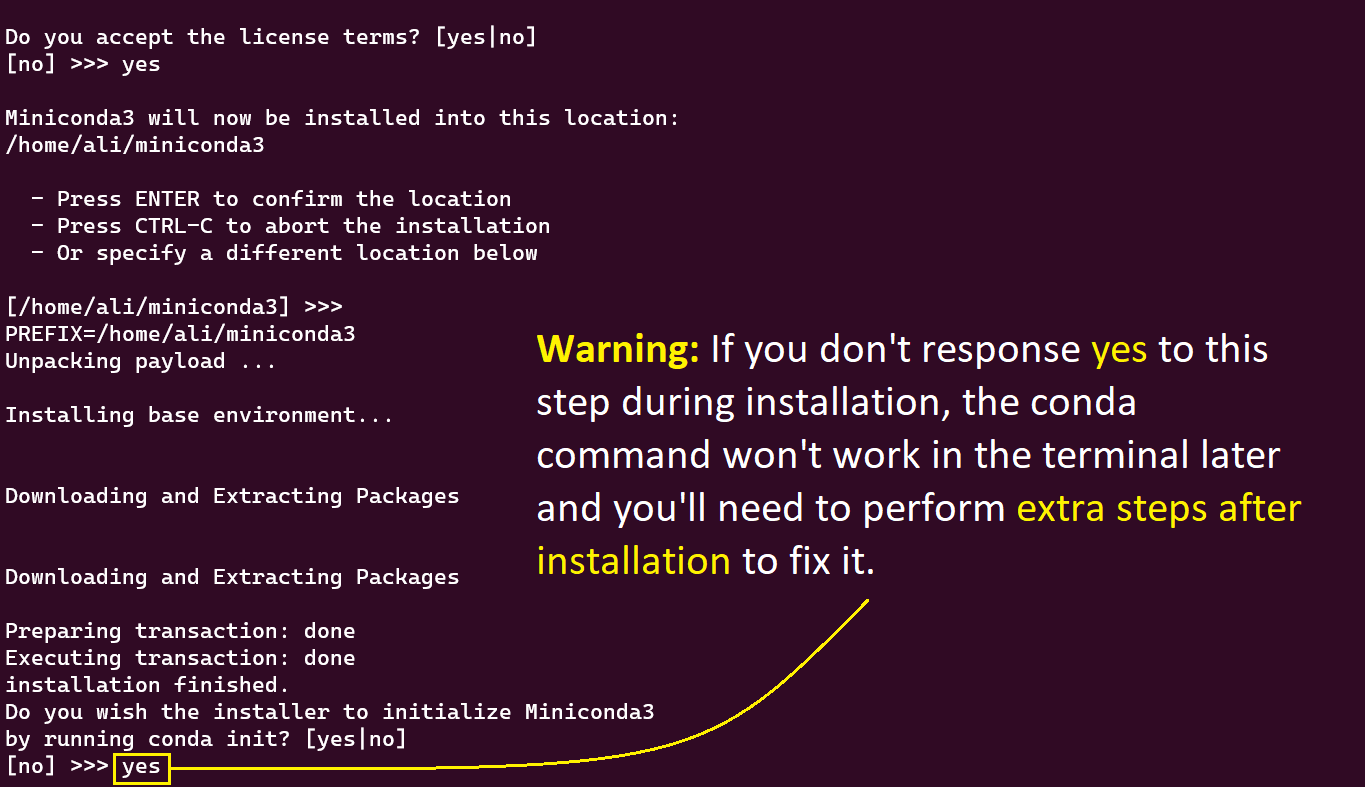 Do you accept the license terms? [yes|no]
[no] >>> yes
Miniconda3 will now be installed into this location:
/home/ali/miniconda3
- Press ENTER to confirm the location
- Press CTRL-C to abort the installation
- Or specify a different location below
[/home/ali/miniconda3] >>>
PREFIX=/home/ali/miniconda3
Unpacking payload ...
Installing base environment...
Downloading and Extracting Packages
Downloading and Extracting Packages
Preparing transaction: done
Executing transaction: done
installation finished.
Do you wish the installer to initialize Miniconda3
by running conda init? [yes|no]
[no] >>> yes
Warning: If you don't response yes to this
step during installation, the conda
command won't work in the terminal later
and you'll need to perform extra steps after
installation to fix it.